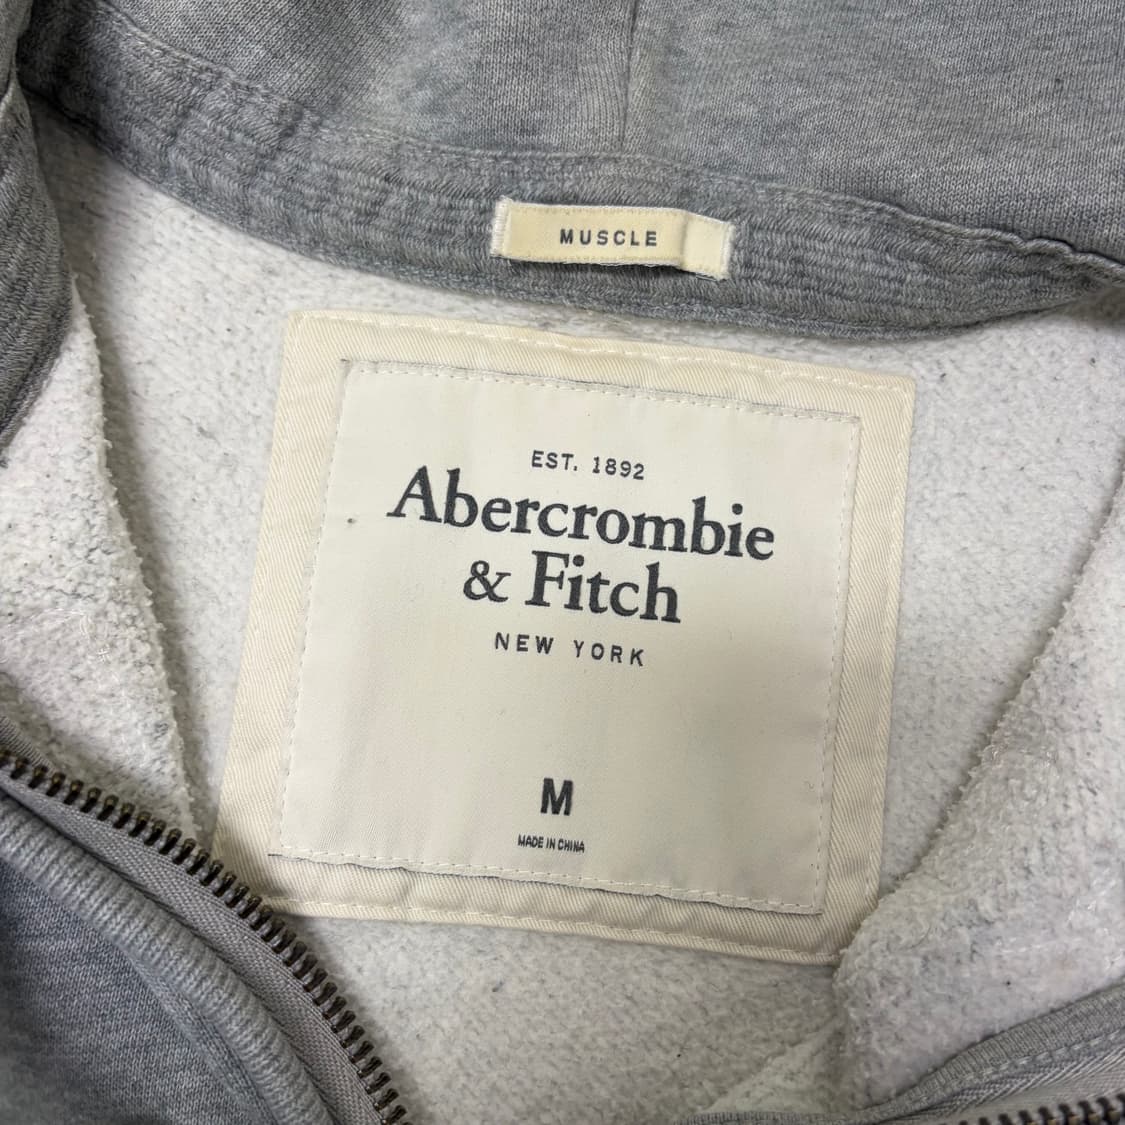 MUSCLE
EST. 1892
Abercrombie
& Fitch
NEW YORK
M
MADE IN CHINA